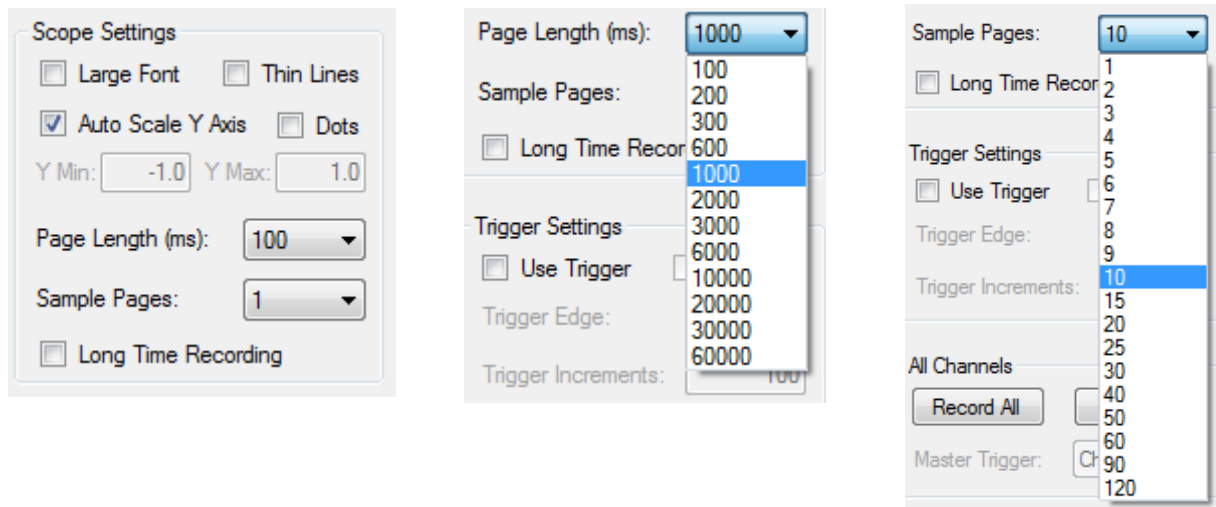 Scope Settings
Large Font Thin Lines
Auto Scale Y Axis Dots
Y Min: -1.0 Y Max: 1.0
Page Length (ms): 100
Sample Pages: 1
Long Time Recording
Page Length (ms): 1000
100
Sample Pages: 200
300
Long Time Recor 600
1000
2000
Trigger Settings 3000
6000
Use Trigger 10000
Trigger Edge: 20000
30000
60000
Trigger Increments: 100
Sample Pages: 10
1
Long Time Recor 2
3
4
Trigger Settings 5
Use Trigger 6
7
Trigger Edge: 8
9
Trigger Increments: 10
15
20
25
All Channels 30
40
Record All 50
60
Master Trigger: Ch 90
120